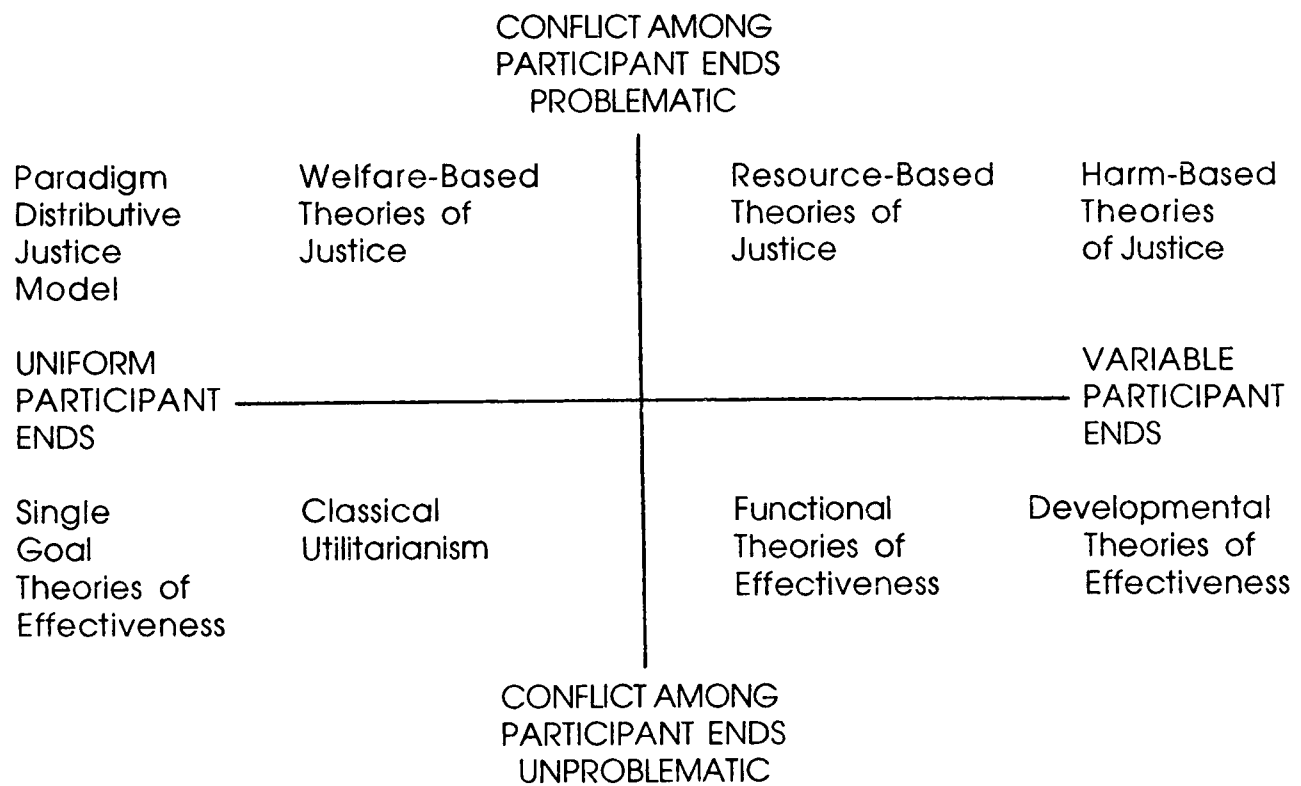 CONFLICT AMONG
PARTICIPANT ENDS
PROBLEMATIC
Paradigm
Distributive
Justice
Model
Welfare-Based
Theories of
Justice
Resource-Based
Theories of
Justice
Harm-Based
Theories
of Justice
UNIFORM
PARTICIPANT
ENDS
VARIABLE
PARTICIPANT
ENDS
Single
Goal
Theories of
Effectiveness
Classical
Utilitarianism
Functional
Theories of
Effectiveness
Developmental
Theories of
Effectiveness
CONFLICT AMONG
PARTICIPANT ENDS
UNPROBLEMATIC